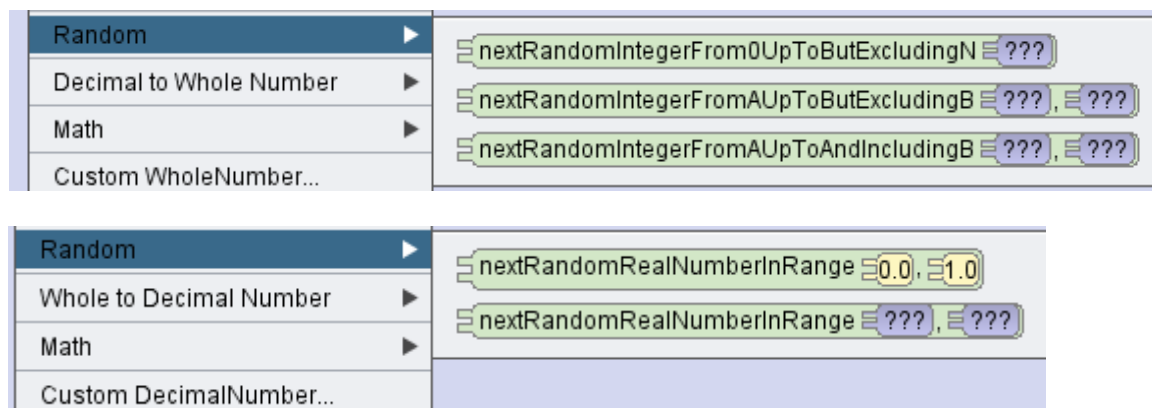 Random
nextRandomIntegerFrom0UpToButExcludingN ???
Decimal to Whole Number
nextRandomIntegerFromAUpToButExcludingB ???, ???
Math
nextRandomIntegerFromAUpToAndIncludingB ???, ???
Custom WholeNumber...
Random
nextRandomRealNumberInRange 0.0, 1.0
Whole to Decimal Number
nextRandomRealNumberInRange ???, ???
Math
Custom DecimalNumber...